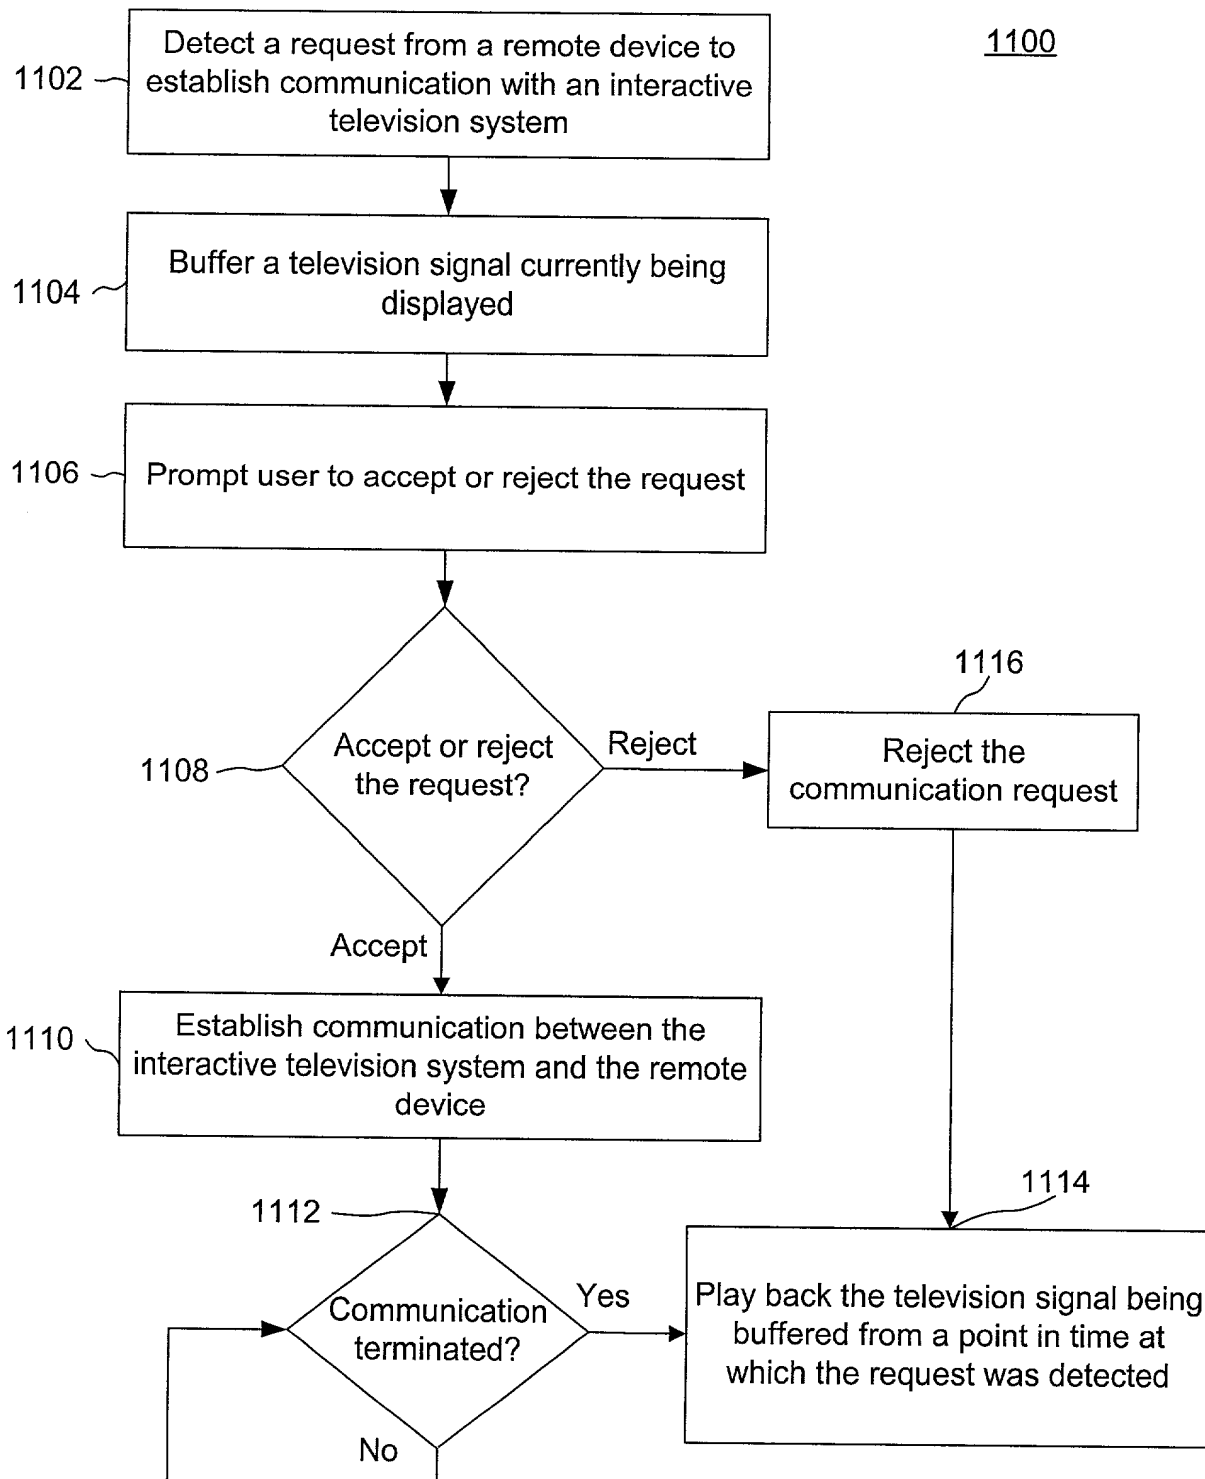 1100
1102
Detect a request from a remote device to
establish communication with an interactive
television system
1104
Buffer a television signal currently being
displayed
1106
Prompt user to accept or reject the request
1108
Accept or reject
the request?
Reject
1116
Reject the
communication request
Accept
1110
Establish communication between the
interactive television system and the remote
device
1112
Communication
terminated?
Yes
1114
Play back the television signal being
buffered from a point in time at
which the request was detected
No